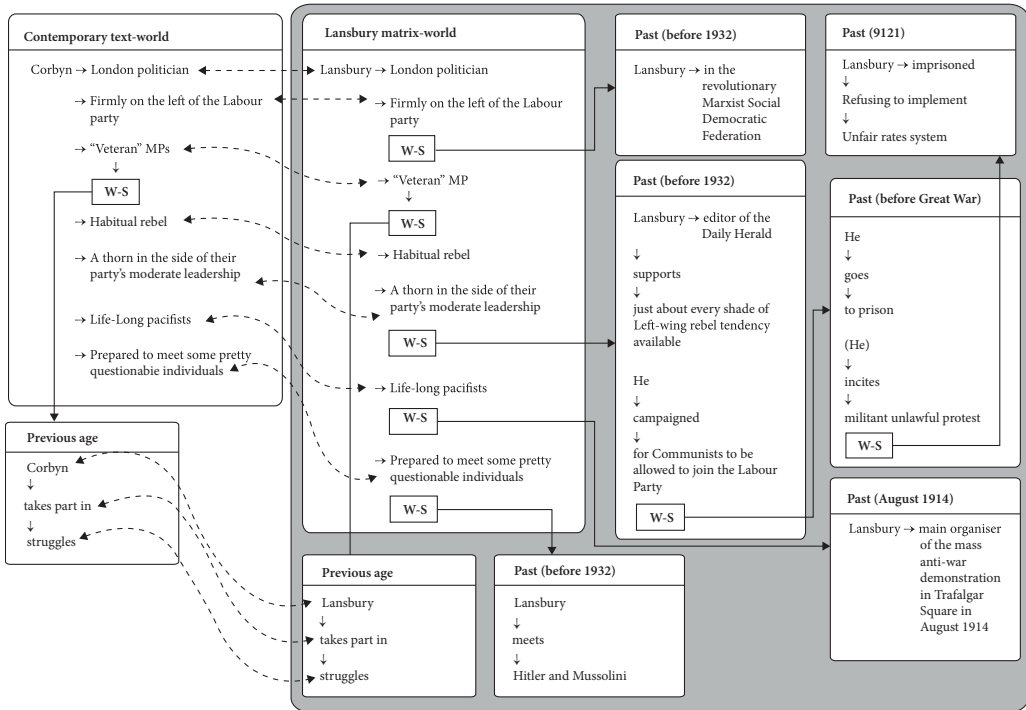 Contemporary text-world
Corbyn → London politician
→ Firmly on the left of the Labour
party
→ “Veteran” MPs
↓
W-S
→ Habitual rebel
→ A thorn in the side of their
party’s moderate leadership
→ Life-Long pacifists
→ Prepared to meet some pretty
questionabie individuals
Previous age
Corbyn
↓
takes part in
↓
struggles
Lansbury matrix-world
Lansbury → London politician
→ Firmly on the left of the Labour
party
W-S
→ “Veteran” MP
↓
W-S
→ Habitual rebel
→ A thorn in the side of their
party’s moderate leadership
W-S
→ Life-long pacifists
W-S
→ Prepared to meet some pretty
questionable individuals
W-S
Previous age
Lansbury
↓
takes part in
↓
struggles
Past (before 1932)
Lansbury
↓
meets
↓
Hitler and Mussolini
Past (before 1932)
Lansbury → in the
revolutionary
Marxist Social
Democratic
Federation
Past (before 1932)
Lansbury → editor of the
Daily Herald
↓
supports
↓
just about every shade of
Left-wing rebel tendency
available
He
↓
campaigned
↓
for Communists to be
allowed to join the Labour
Party
W-S
Past (9121)
Lansbury → imprisoned
↓
Refusing to implement
↓
Unfair rates system
Past (before Great War)
He
↓
goes
↓
to prison
(He)
↓
incites
↓
militant unlawful protest
W-S
Past (August 1914)
Lansbury → main organiser
of the mass
anti-war
demonstration
in Trafalgar
Square in
August 1914